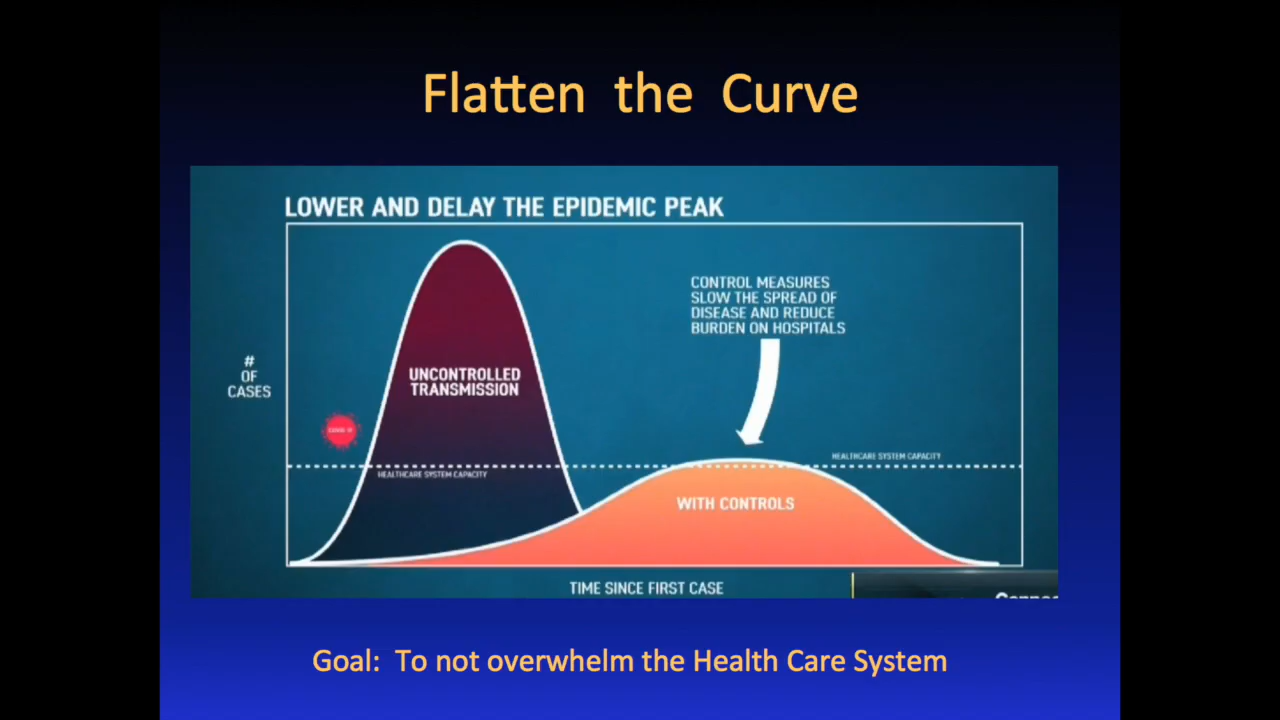 Flatten the Curve
LOWER AND DELAY THE EPIDEMIC PEAK
CONTROL MEASURES
SLOW THE SPREAD OF
DISEASE AND REDUCE
BURDEN ON HOSPITALS
#
OF
CASES
UNCONTROLLED
TRANSMISSION
HEALTHCARE SYSTEM CAPACITY
HEALTHCARE SYSTEM CAPACITY
WITH CONTROLS
TIME SINCE FIRST CASE
Goal: To not overwhelm the Health Care System